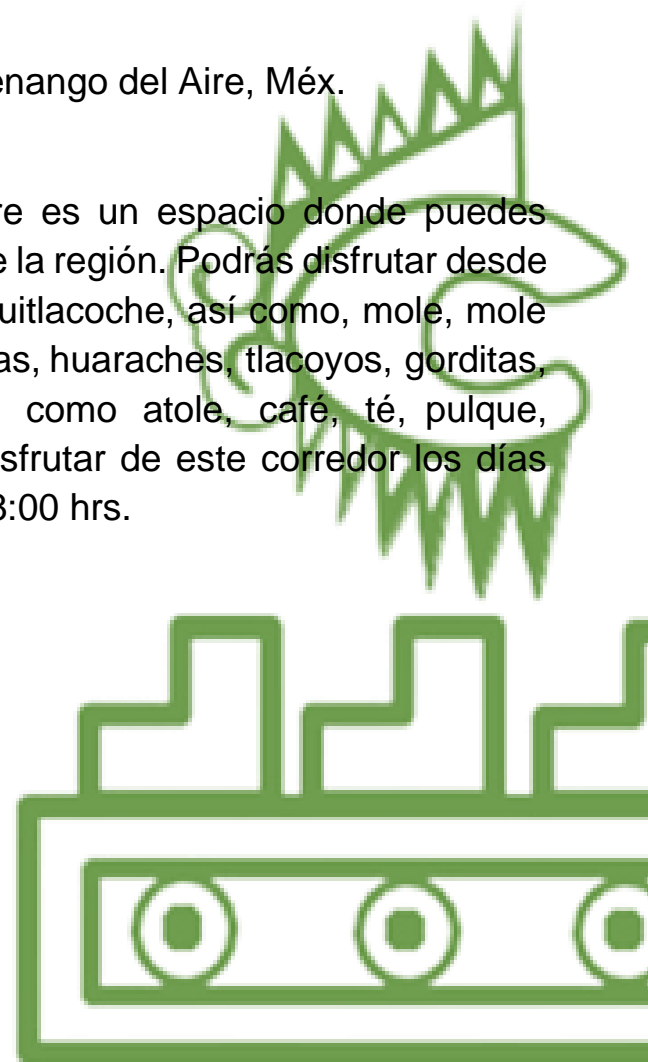 enango del Aire, Méx.
re es un espacio donde puedes
e la región. Podrás disfrutar desde
uitlacoche, así como, mole, mole
as, huaraches, tlacoyos, gorditas,
como atole, café, té, pulque,
sfrutar de este corredor los días
8:00 hrs.